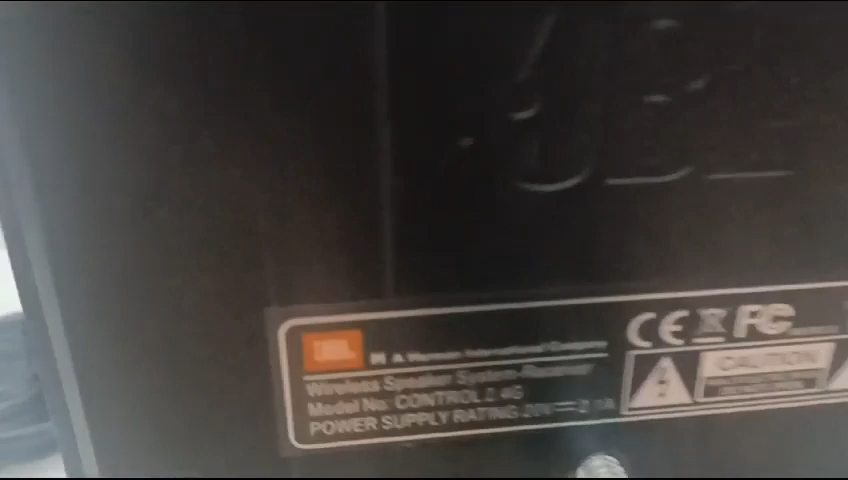 JBL
JBL H A Harman International Company
Wireless Speaker System-Receiver
Model No: CONTROL 2.4G
POWER SUPPLY RATING 20V
CE FC
CAUTION